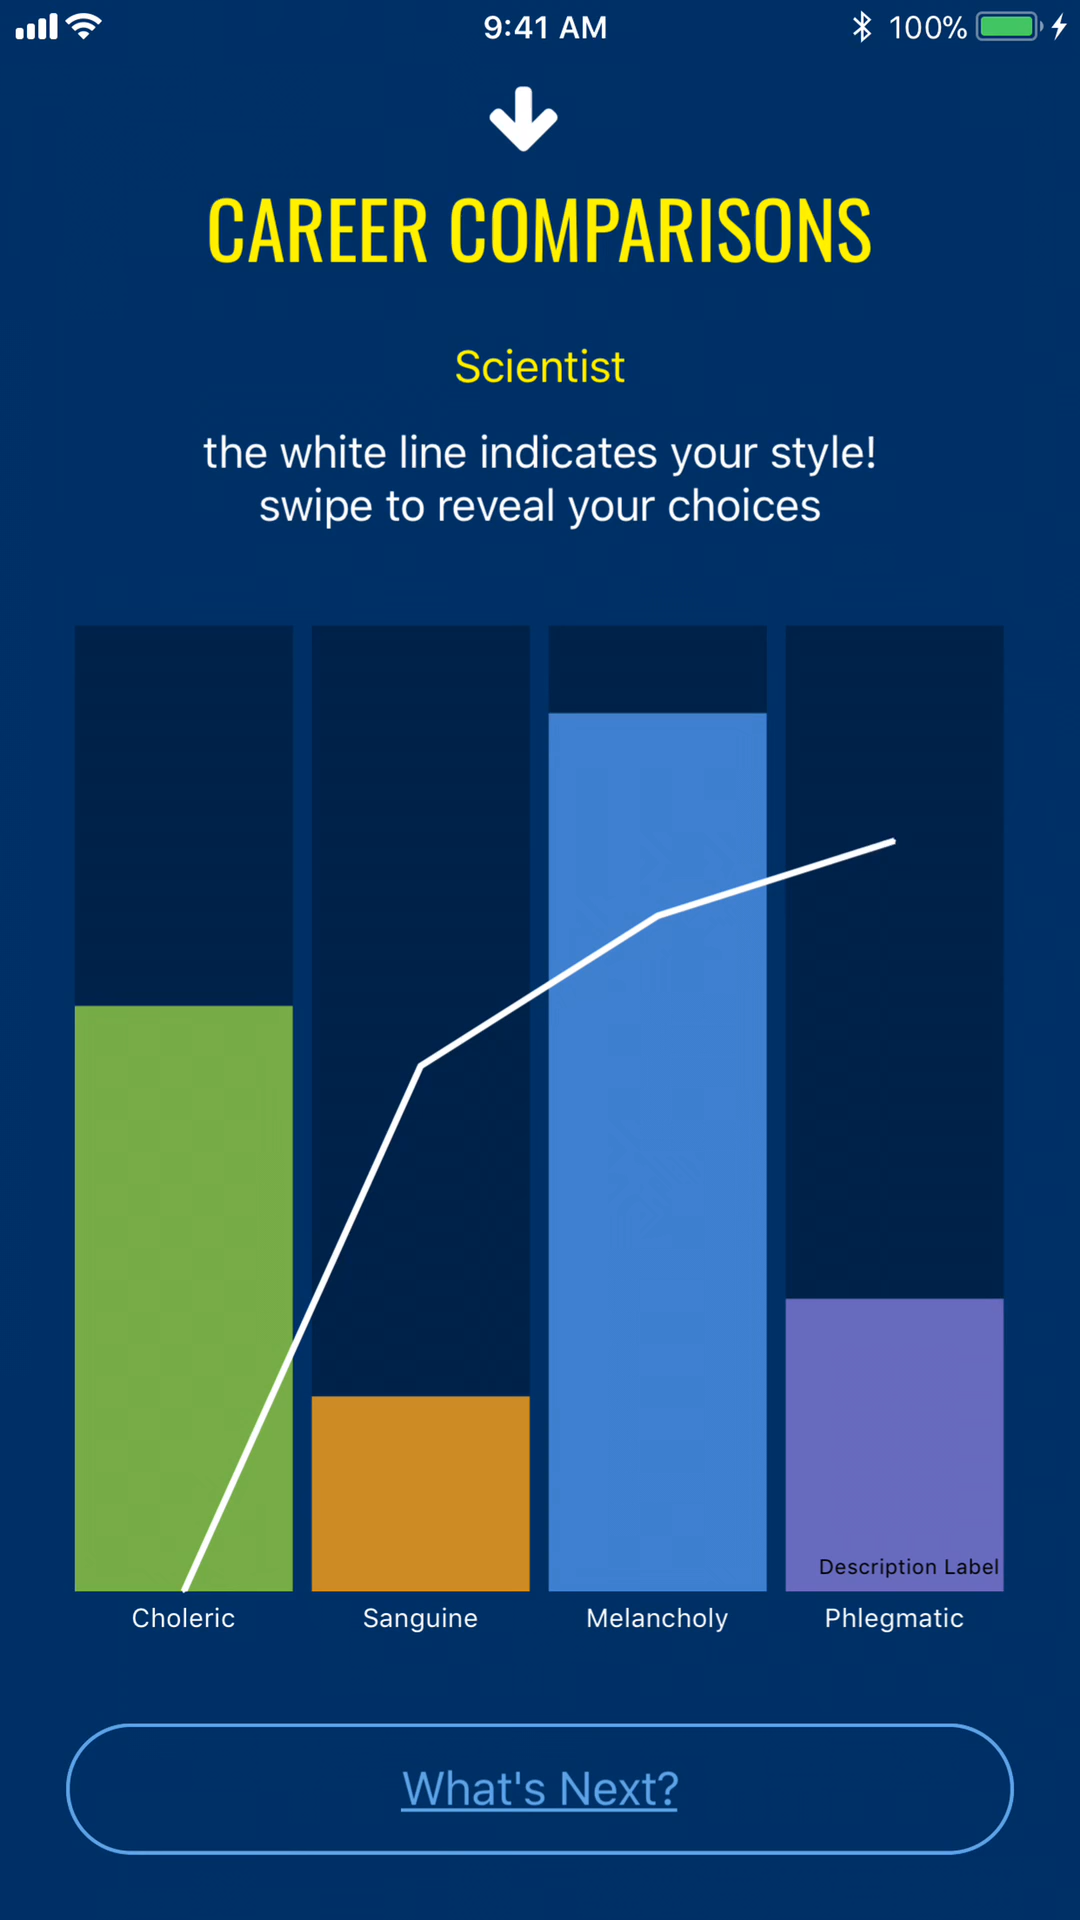 9:41 AM
100%
CAREER COMPARISONS
Scientist
the white line indicates your style!
swipe to reveal your choices
Description Label
Choleric
Sanguine
Melancholy
Phlegmatic
What's Next?